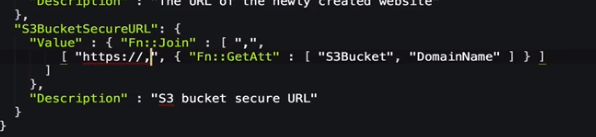 "Description" : "The URL of the newly created website"
},
"S3BucketSecureURL": {
"Value" : { "Fn::Join" : [ ",",
[ "https://,", { "Fn::GetAtt" : [ "S3Bucket", "DomainName" ] } ]
]
},
"Description" : "S3 bucket secure URL"
}
}